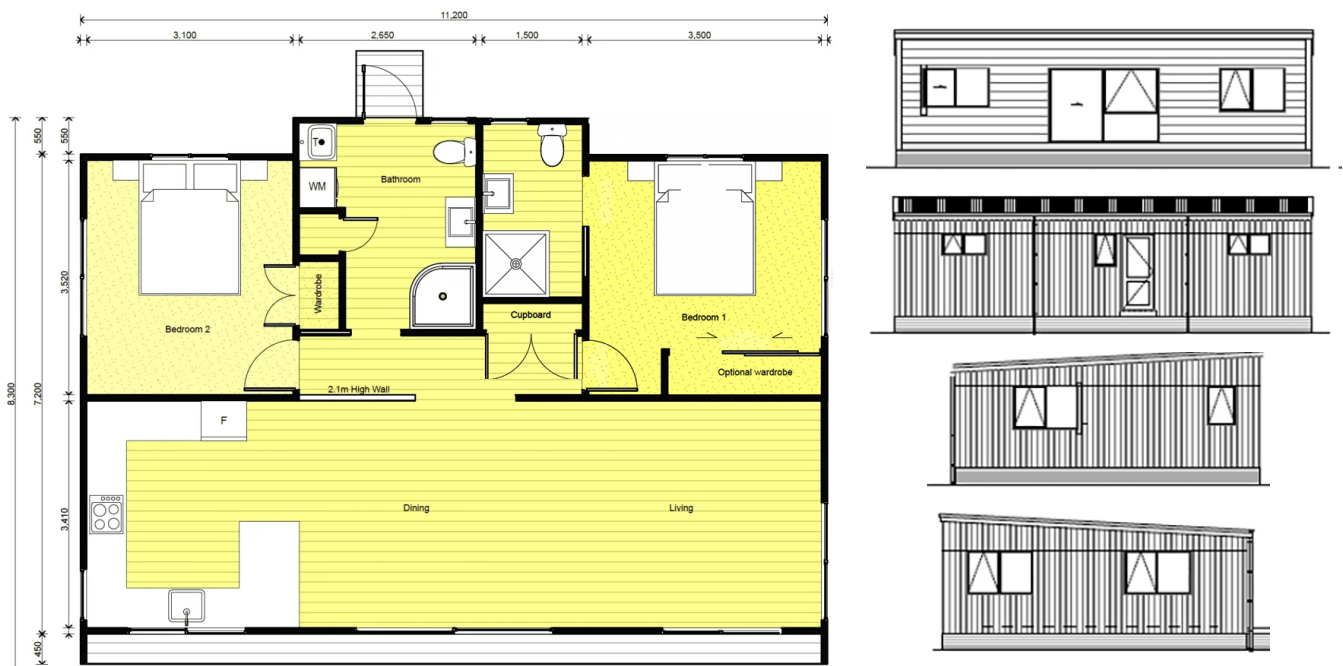 11,200
3,100
2,650
1,500
3,500
550
550
Bathroom
WM
8,300
7,200
3,520
Wardrobe
Bedroom 2
Cupboard
Bedroom 1
Optional wardrobe
2.1m High Wall
F
3,410
Dining
Living
450